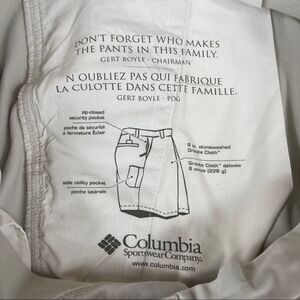 DON'T FORGET WHO MAKES
THE PANTS IN THIS FAMILY.
GERT BOYLE - CHAIRMAN
N OUBLIEZ PAS QUI FABRIQUE
LA CULOTTE DANS CETTE FAMILLE.
GERT BOYLE - PDG
zip-closed
security pocket
poche de sécurité
à fermeture Éclair
8 oz. stonewashed
Granite Cloth™
Granite Cloth™ délavée
8 onces (226 g)
side utility pocket
poche latérale
Columbia
Sportswear Company®
www.columbia.com